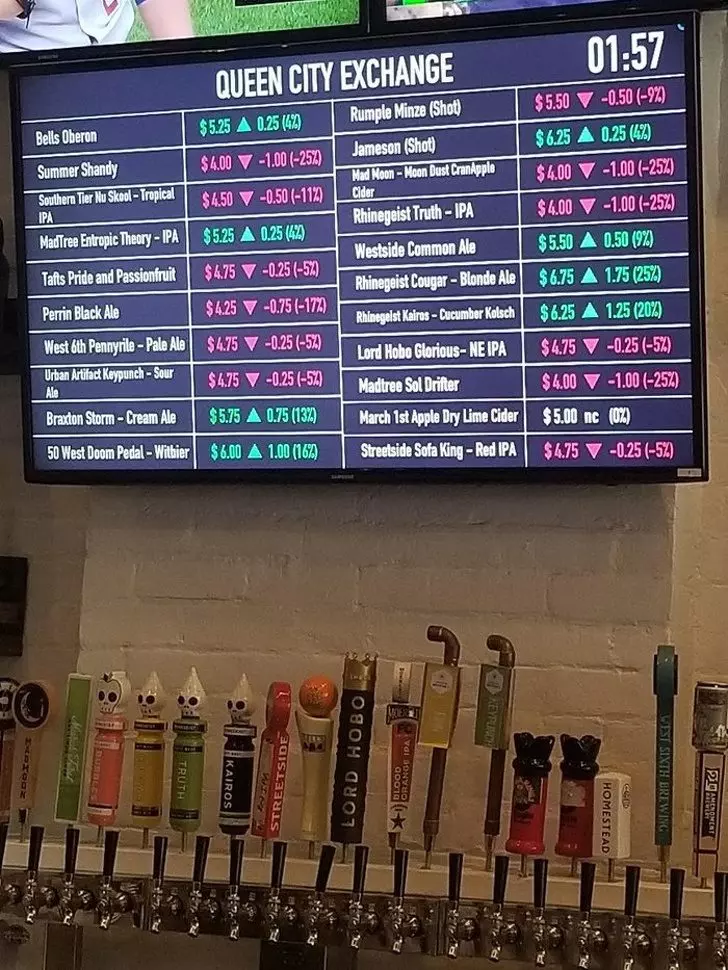 QUEEN CITY EXCHANGE
01:57
Bells Oberon $5.25 ▲ 0.25 (4%)
Summer Shandy $4.00 ▼ -1.00 (-25%)
Southern Tier Nu Skool - Tropical
IPA $4.50 ▼ -0.50 (-11%)
MadTree Entropic Theory - IPA $5.25 ▲ 0.25 (4%)
Tafts Pride and Passionfruit $4.75 ▼ -0.25 (-5%)
Perrin Black Ale $4.25 ▼ -0.75 (-17%)
West 6th Pennyrile - Pale Ale $4.75 ▼ -0.25 (-5%)
Urban Artifact Keypunch - Sour
Ale $4.75 ▼ -0.25 (-5%)
Braxton Storm - Cream Ale $5.75 ▲ 0.75 (13%)
50 West Doom Pedal - Witbier $6.00 ▲ 1.00 (16%)
Rumple Minze (Shot) $5.50 ▼ -0.50 (-9%)
Jameson (Shot) $6.25 ▲ 0.25 (4%)
Mad Moon - Moon Dust CranApple
Cider $4.00 ▼ -1.00 (-25%)
Rhinegeist Truth - IPA $4.00 ▼ -1.00 (-25%)
Westside Common Ale $5.50 ▲ 0.50 (9%)
Rhinegeist Cougar - Blonde Ale $6.75 ▲ 1.75 (25%)
Rhinegeist Kairos - Cucumber Kolsch $6.25 ▲ 1.25 (20%)
Lord Hobo Glorious- NE IPA $4.75 ▼ -0.25 (-5%)
Madtree Sol Drifter $4.00 ▼ -1.00 (-25%)
March 1st Apple Dry Lime Cider $5.00 nc (0%)
Streetside Sofa King - Red IPA $4.75 ▼ -0.25 (-5%)
SAMSUNG
MADMOON
BUBBLES
TRUTH
KAIROS
STREETSIDE
LORD HOBO
BLOOD
ORANGE IPA
KEYPUNCH
HOMESTEAD
WEST SIXTH BREWING